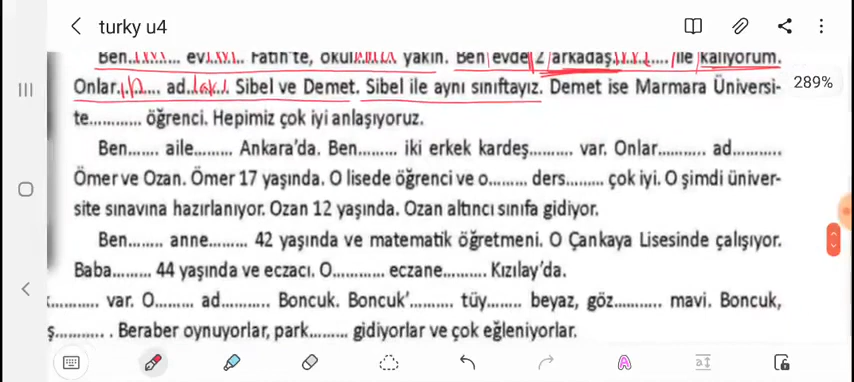 turky u4
Ben....... ev....... Fatih'te, okul....... yakın. Ben evde 2 arkadaş.......... ile kalıyorum.
289%
Onlar....... ad....... Sibel ve Demet. Sibel ile aynı sınıftayız. Demet ise Marmara Üniversi-
te............ öğrenci. Hepimiz çok iyi anlaşıyoruz.
Ben....... aile......... Ankara'da. Ben......... iki erkek kardeş.......... var. Onlar.......... ad...........
Ömer ve Ozan. Ömer 17 yaşında. O lisede öğrenci ve o......... ders......... çok iyi. O şimdi üniver-
site sınavına hazırlanıyor. Ozan 12 yaşında. Ozan altıncı sınıfa gidiyor.
Ben........ anne......... 42 yaşında ve matematik öğretmeni. O Çankaya Lisesinde çalışıyor.
Baba......... 44 yaşında ve eczacı. O............ eczane.......... Kızılay'da.
........... var. O......... ad........... Boncuk. Boncuk'.......... tüy......... beyaz, göz........... mavi. Boncuk,
ş............ . Beraber oynuyorlar, park......... gidiyorlar ve çok eğleniyorlar.